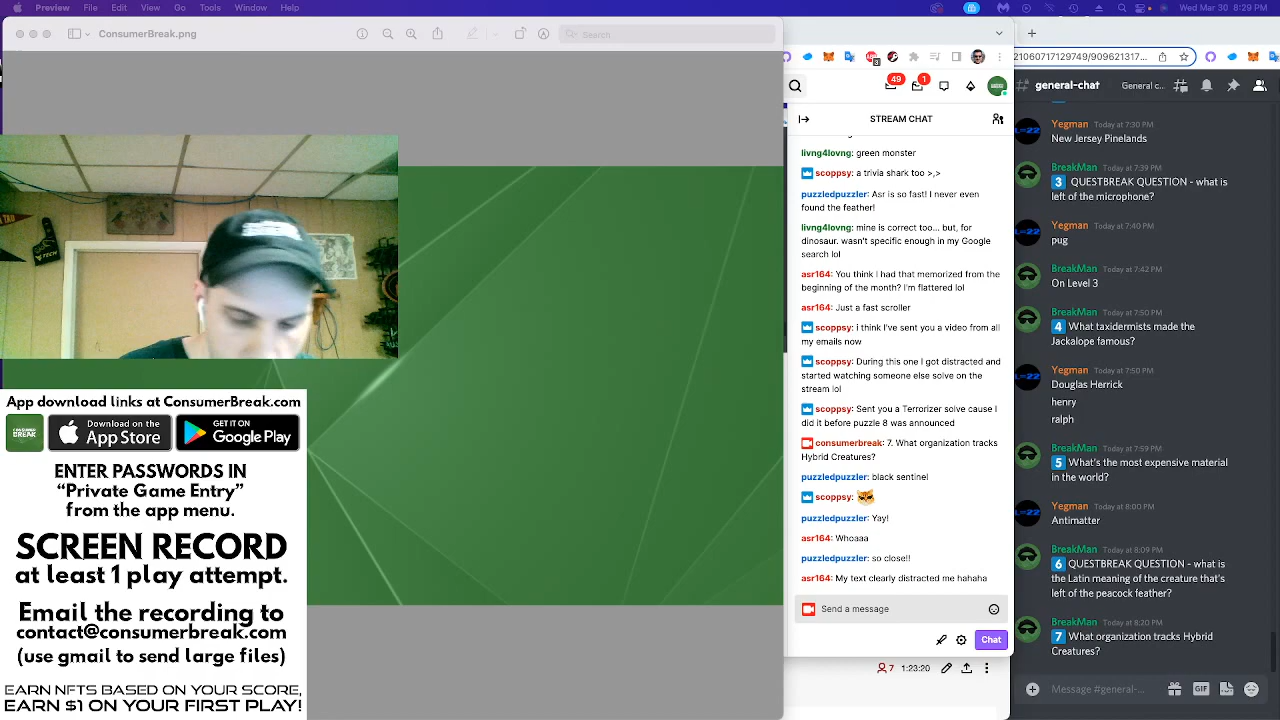 Preview File Edit View Go Tools Window Help
Wed Mar 30 8:29 PM
ConsumerBreak.png
Search
TECH
App download links at ConsumerBreak.com
CONSUMER BREAK
Download on the App Store
GET IT ON Google Play
ENTER PASSWORDS IN
“Private Game Entry”
from the app menu.
SCREEN RECORD
at least 1 play attempt.
Email the recording to
contact@consumerbreak.com
(use gmail to send large files)
EARN NFTS BASED ON YOUR SCORE,
EARN $1 ON YOUR FIRST PLAY!
49
1
STREAM CHAT
livng4lovng: green monster
scoppsy: a trivia shark too >,>
puzzledpuzzler: Asr is so fast! I never even
found the feather!
livng4lovng: mine is correct too... but, for
dinosaur. wasn't specific enough in my Google
search lol
asr164: You think I had that memorized from the
beginning of the month? I'm flattered lol
asr164: Just a fast scroller
scoppsy: i think I've sent you a video from all
my emails now
scoppsy: During this one I got distracted and
started watching someone else solve on the
stream lol
scoppsy: Sent you a Terrorizer solve cause I
did it before puzzle 8 was announced
consumerbreak: 7. What organization tracks
Hybrid Creatures?
puzzledpuzzler: black sentinel
scoppsy:
puzzledpuzzler: Yay!
asr164: Whoaaa
puzzledpuzzler: so close!!
asr164: My text clearly distracted me hahaha
Send a message
Chat
7 1:23:20
21060717129749/909621317...
general-chat General c...
Yegman Today at 7:30 PM
New Jersey Pinelands
BreakMan Today at 7:39 PM
3 QUESTBREAK QUESTION - what is
left of the microphone?
Yegman Today at 7:40 PM
pug
BreakMan Today at 7:42 PM
On Level 3
BreakMan Today at 7:50 PM
4 What taxidermists made the
Jackalope famous?
Yegman Today at 7:50 PM
Douglas Herrick
henry
ralph
BreakMan Today at 7:59 PM
5 What's the most expensive material
in the world?
Yegman Today at 8:00 PM
Antimatter
BreakMan Today at 8:09 PM
6 QUESTBREAK QUESTION - what is
the Latin meaning of the creature that's
left of the peacock feather?
BreakMan Today at 8:20 PM
7 What organization tracks Hybrid
Creatures?
Message #general-...
GIF